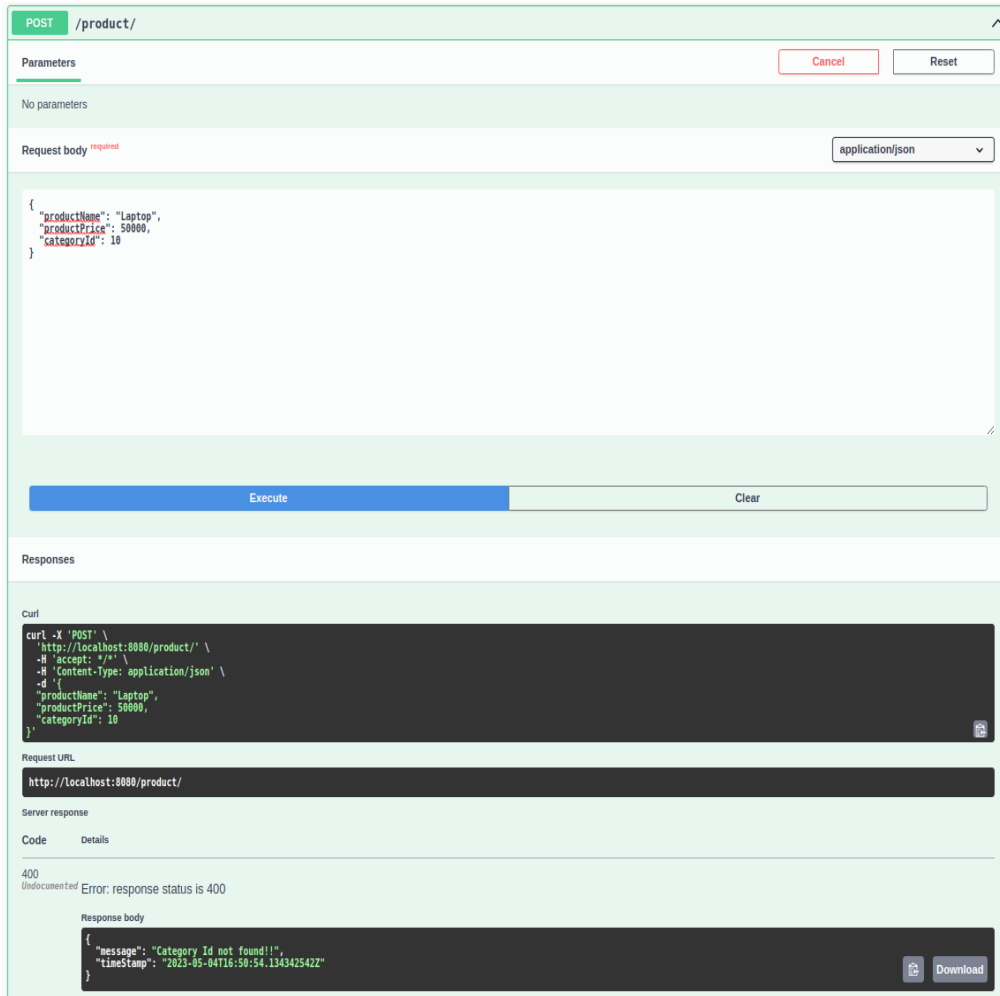 POST /product/
Parameters
Cancel
Reset
No parameters
Request body required
application/json
{
  "productName": "Laptop",
  "productPrice": 50000,
  "categoryId": 10
}
Execute
Clear
Responses
Curl
curl -X 'POST' \
  'http://localhost:8080/product/' \
  -H 'accept: */*' \
  -H 'Content-Type: application/json' \
  -d '{
  "productName": "Laptop",
  "productPrice": 50000,
  "categoryId": 10
}'
Request URL
http://localhost:8080/product/
Server response
Code Details
400
Undocumented Error: response status is 400
Response body
{
  "message": "Category Id not found!!",
  "timeStamp": "2023-05-04T16:50:54.134342542Z"
}
Download